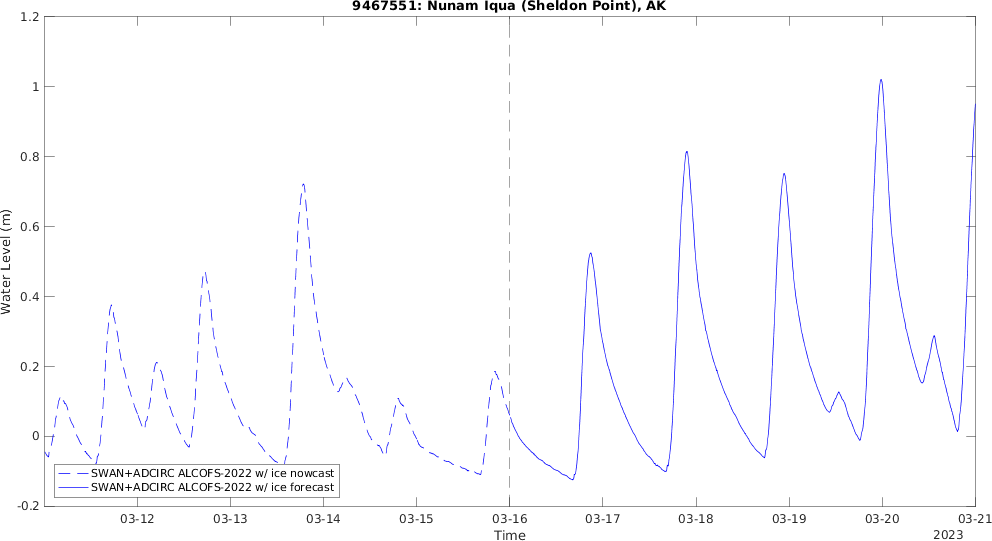 9467551: Nunam Iqua (Sheldon Point), AK
1.2
1
0.8
0.6
0.4
0.2
0
-0.2
Water Level (m)
SWAN+ADCIRC ALCOFS-2022 w/ ice nowcast
SWAN+ADCIRC ALCOFS-2022 w/ ice forecast
03-12 03-13 03-14 03-15 03-16 03-17 03-18 03-19 03-20 03-21
Time
2023